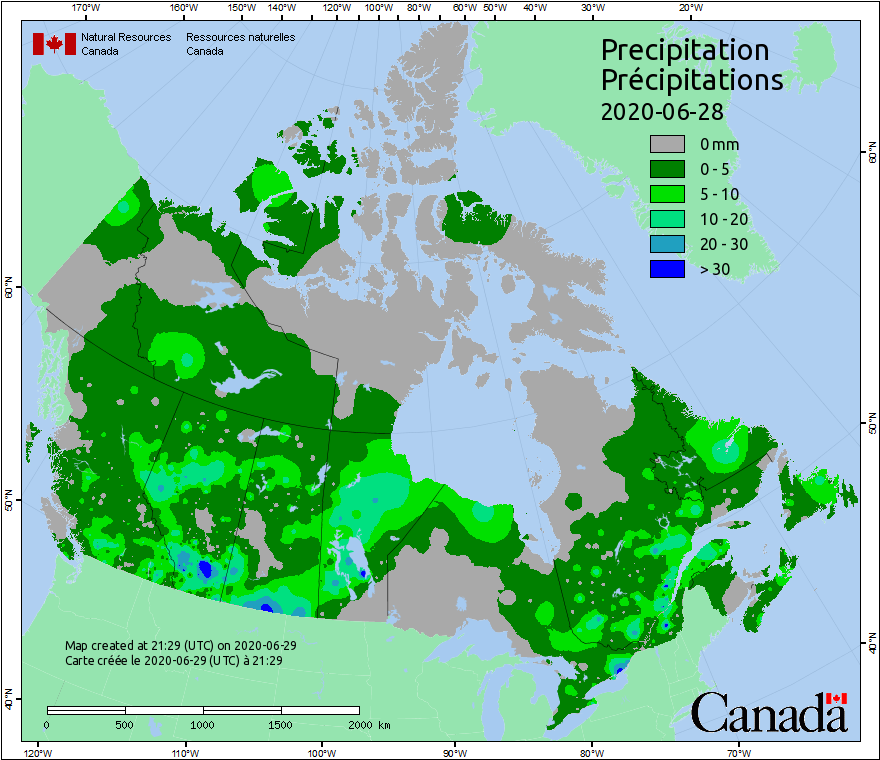 170°W 160°W 150°W 140°W 130°W 120°W 110°W 100°W 90°W 80°W 60°W 50°W 40°W 30°W 20°W
Natural Resources Ressources naturelles
Canada Canada
Precipitation
Précipitations
2020-06-28
0 mm
0 - 5
5 - 10
10 - 20
20 - 30
> 30
60°N
60°N
50°N
50°N
40°N
40°N
Map created at 21:29 (UTC) on 2020-06-29
Carte créée le 2020-06-29 (UTC) à 21:29
0 500 1000 1500 2000 km
Canada
120°W 110°W 100°W 90°W 80°W 70°W